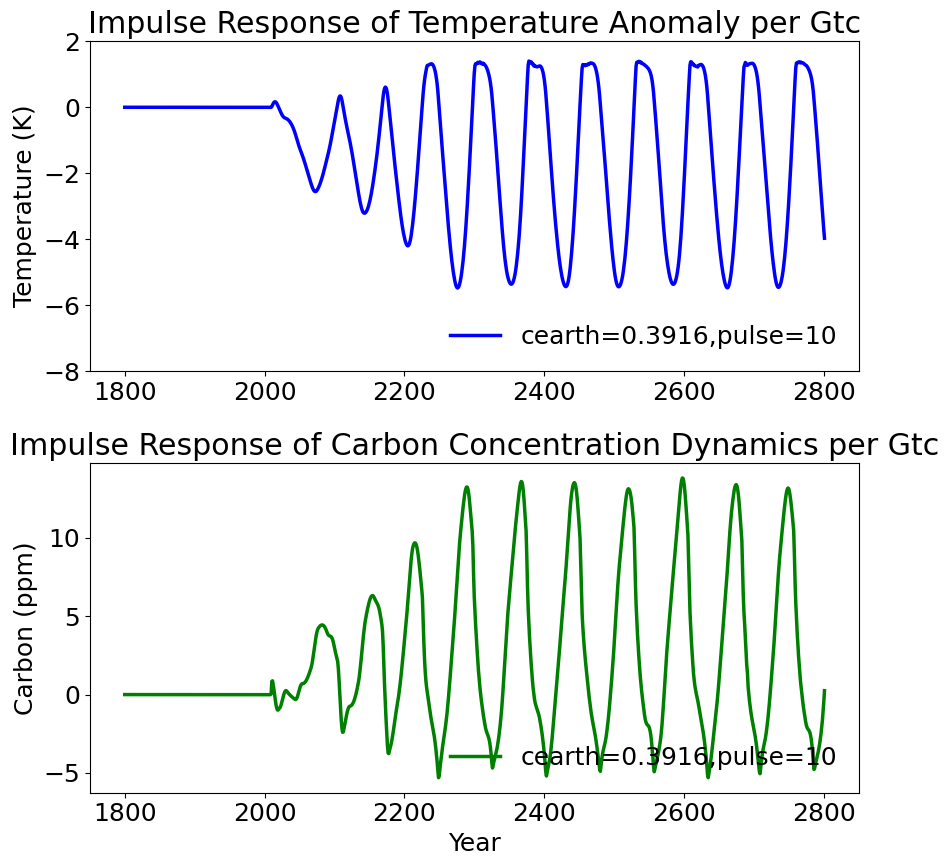 Impulse Response of Temperature Anomaly per Gtc
2
0
−2
−4
−6
−8
Temperature (K)
cearth=0.3916,pulse=10
1800 2000 2200 2400 2600 2800
Impulse Response of Carbon Concentration Dynamics per Gtc
10
5
0
−5
Carbon (ppm)
cearth=0.3916,pulse=10
1800 2000 2200 2400 2600 2800
Year